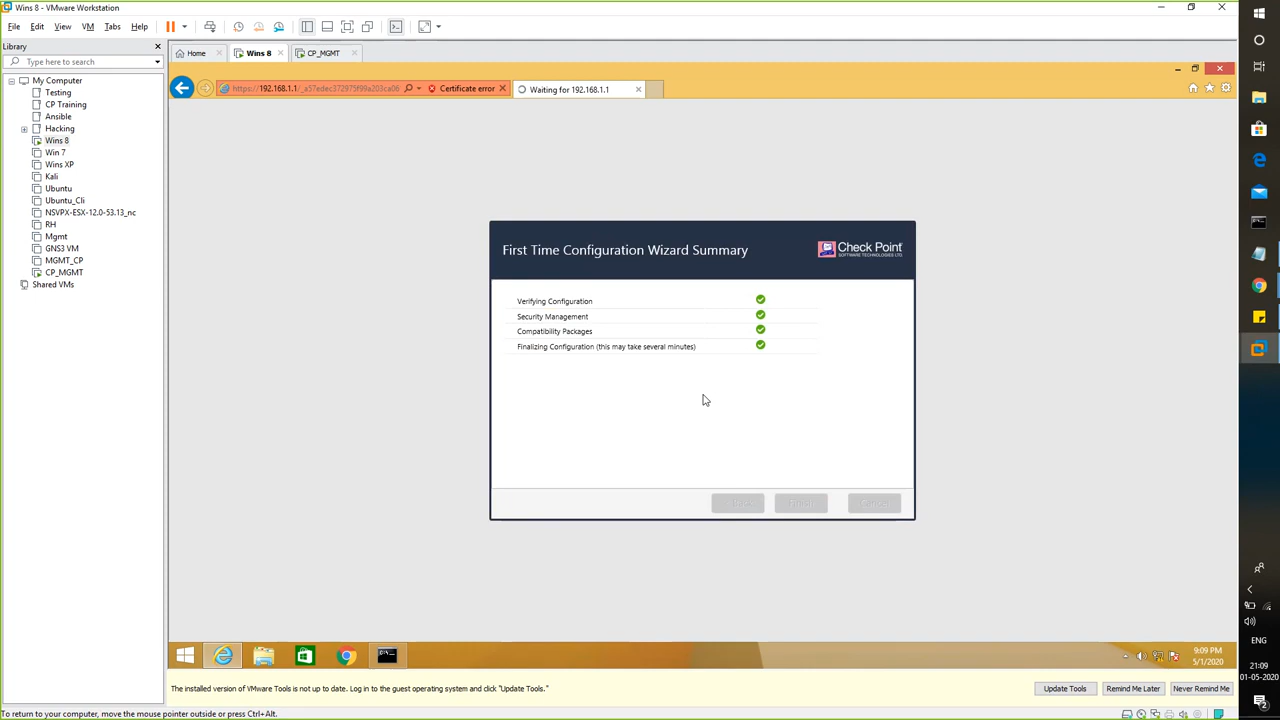 Wins 8 - VMware Workstation
File Edit View VM Tabs Help
Library
Type here to search
My Computer
Testing
CP Training
Ansible
Hacking
Wins 8
Win 7
Wins XP
Kali
Ubuntu
Ubuntu_Cli
NSVPX-ESX-12.0-53.13_nc
RH
Mgmt
GNS3 VM
MGMT_CP
CP_MGMT
Shared VMs
Home Wins 8 CP_MGMT
https://192.168.1.1/_a57edec372975f99a203ca06 Certificate error Waiting for 192.168.1.1
First Time Configuration Wizard Summary
Check Point
SOFTWARE TECHNOLOGIES LTD.
Verifying Configuration
Security Management
Compatibility Packages
Finalizing Configuration (this may take several minutes)
9:09 PM
5/1/2020
The installed version of VMware Tools is not up to date. Log in to the guest operating system and click "Update Tools."
Update Tools Remind Me Later Never Remind Me
To return to your computer, move the mouse pointer outside or press Ctrl+Alt.
ENG
21:09
01-05-2020
2